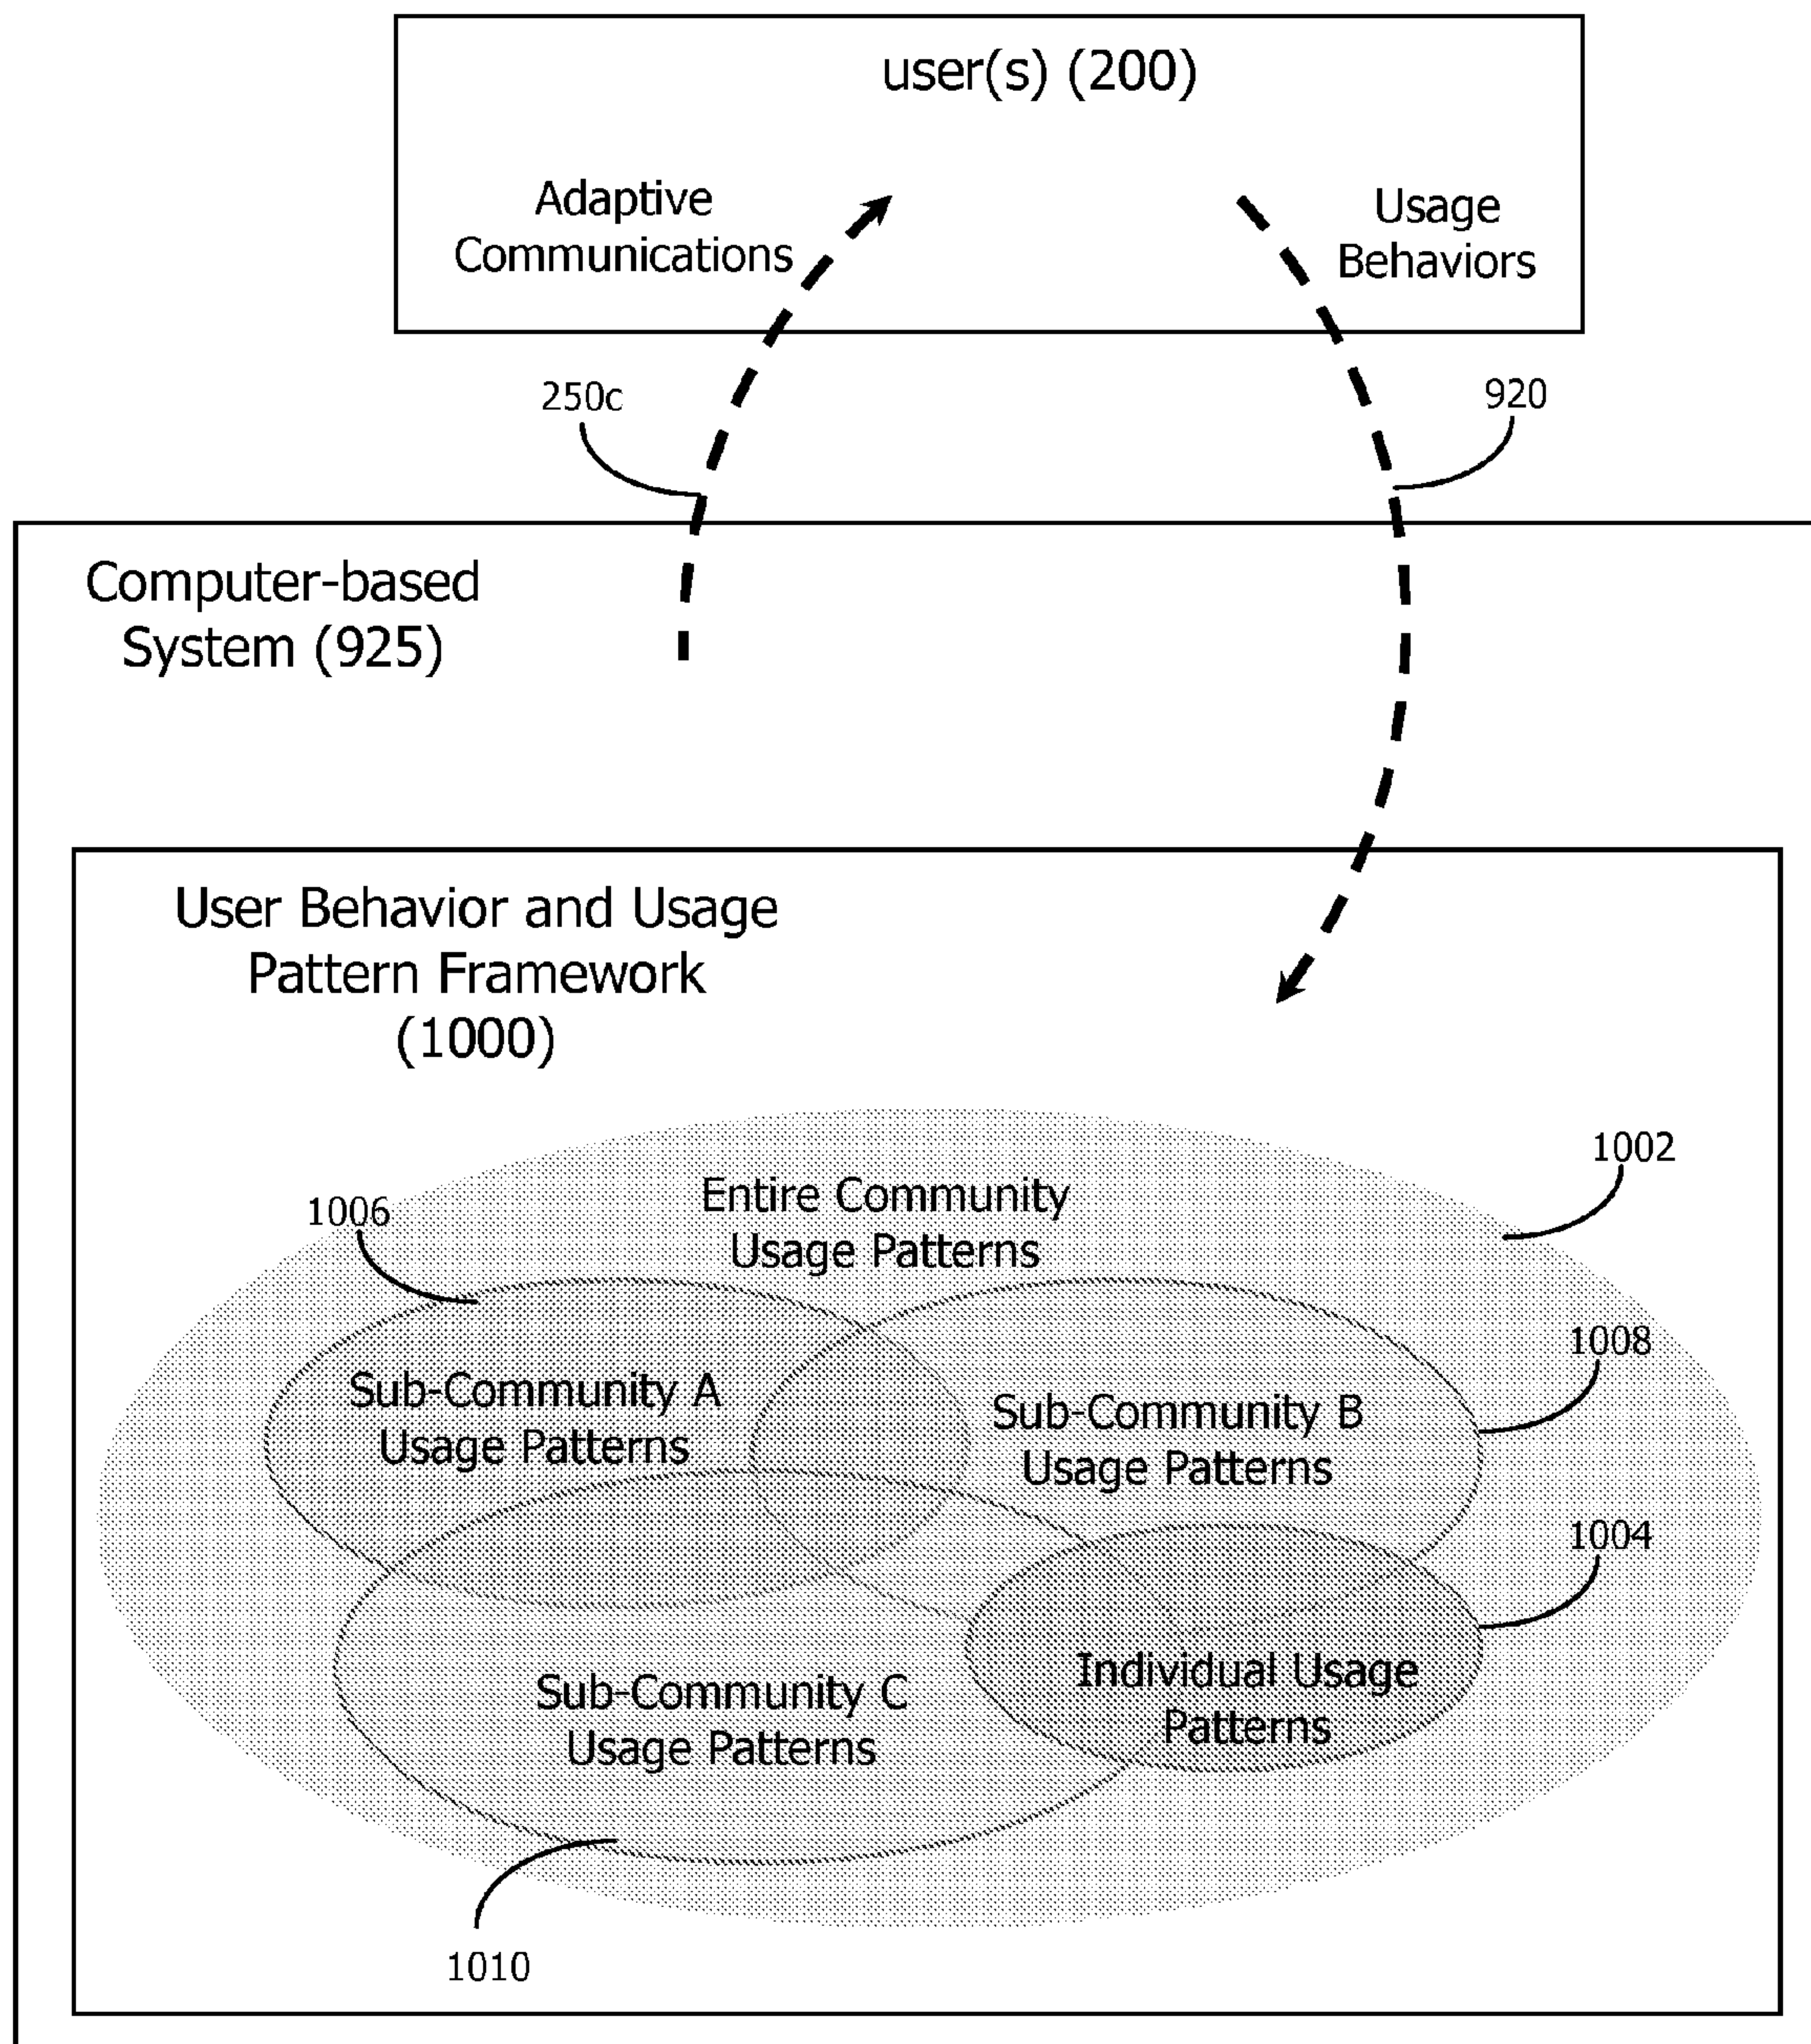 user(s) (200)
Adaptive
Communications
Usage
Behaviors
250c
920
Computer-based
System (925)
User Behavior and Usage
Pattern Framework
(1000)
1002
Entire Community
Usage Patterns
1006
1008
Sub-Community A
Usage Patterns
Sub-Community B
Usage Patterns
1004
Individual Usage
Patterns
Sub-Community C
Usage Patterns
1010